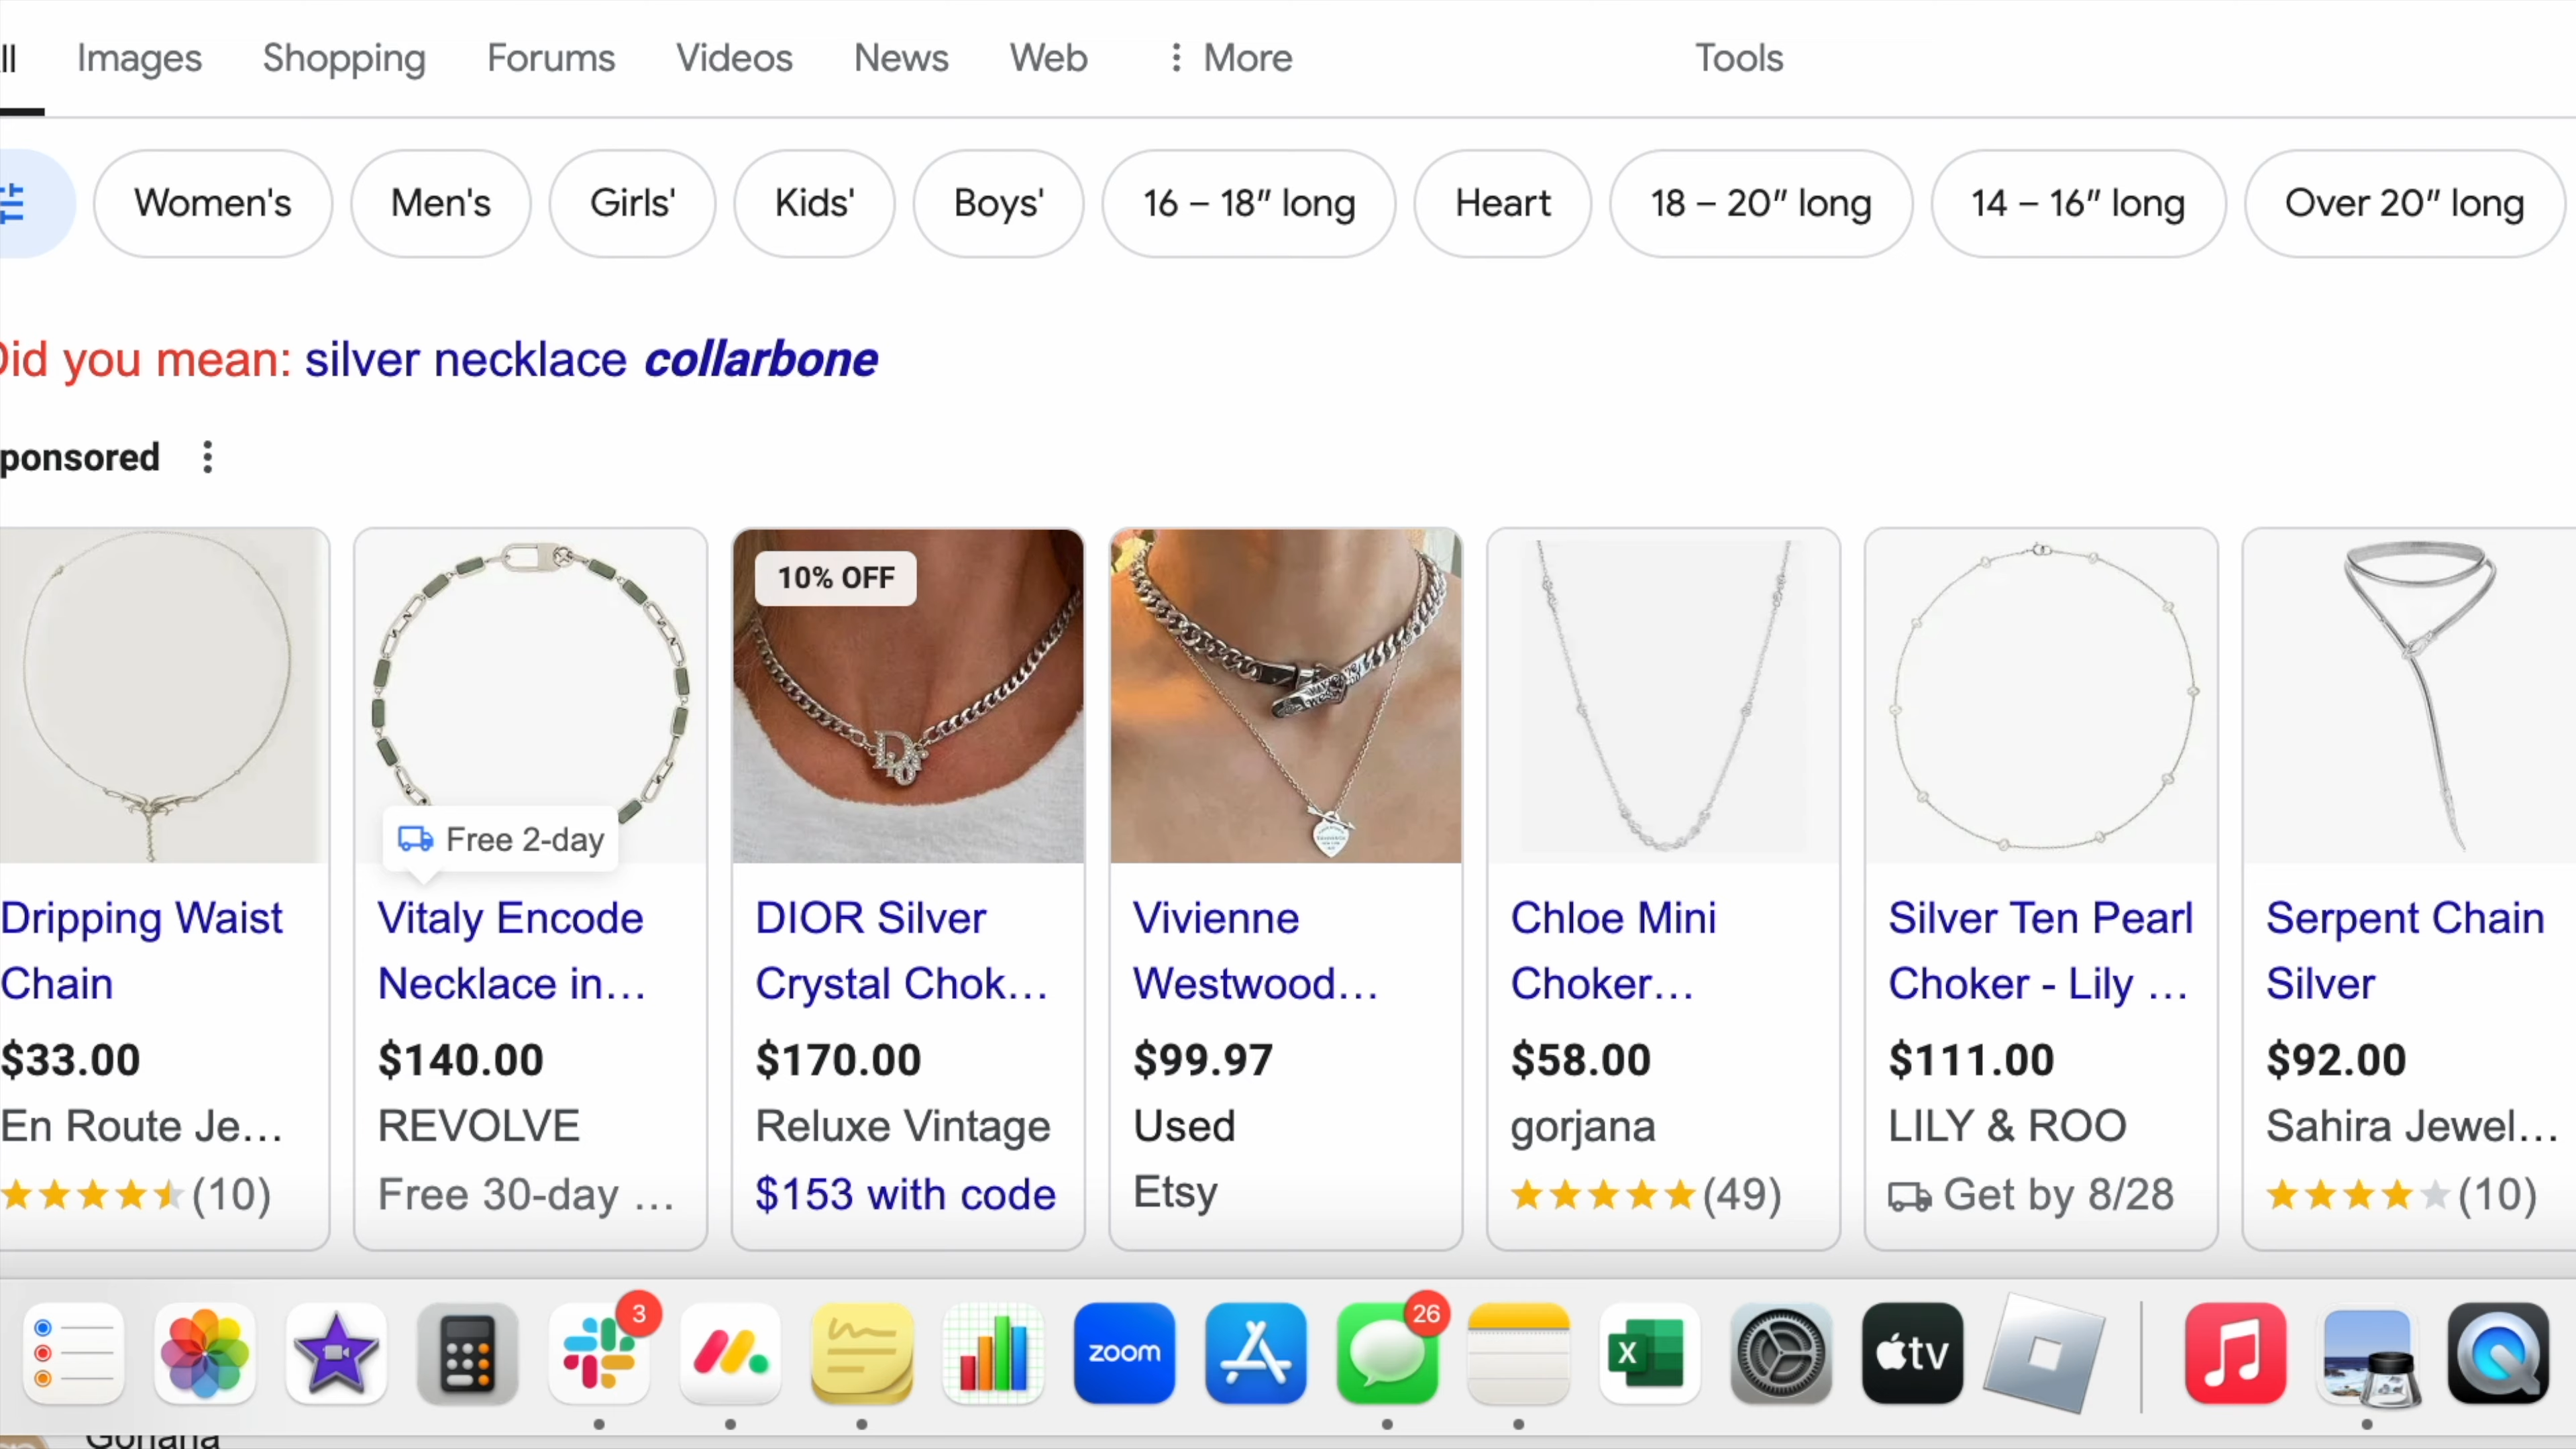 ll Images Shopping Forums Videos News Web More Tools
Women's Men's Girls' Kids' Boys' 16 – 18″ long Heart 18 – 20″ long 14 – 16″ long Over 20″ long
Did you mean: silver necklace collarbone
ponsored
10% OFF
Free 2-day
Dripping Waist
Chain
$33.00
En Route Je...
(10)
Vitaly Encode
Necklace in...
$140.00
REVOLVE
Free 30-day ...
DIOR Silver
Crystal Chok...
$170.00
Reluxe Vintage
$153 with code
Vivienne
Westwood...
$99.97
Used
Etsy
Chloe Mini
Choker...
$58.00
gorjana
(49)
Silver Ten Pearl
Choker - Lily ...
$111.00
LILY & ROO
Get by 8/28
Serpent Chain
Silver
$92.00
Sahira Jewel...
(10)
3
zoom
26
X
tv